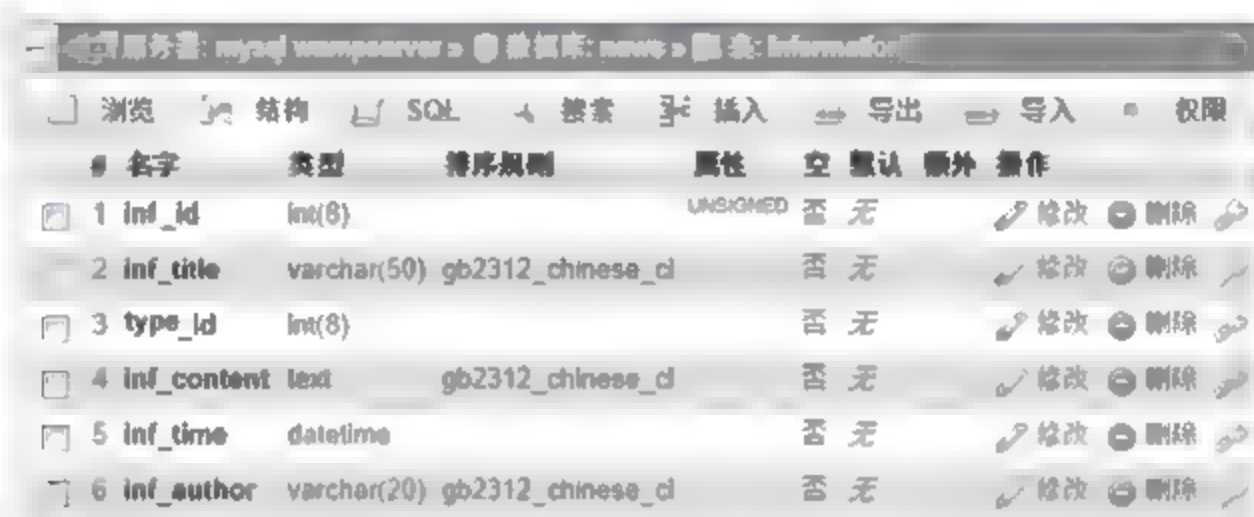 服务器: mysql wampserver » 数据库: news » 表: information
浏览 结构 SQL 搜索 插入 导出 导入 权限
# 名字 类型 排序规则 属性 空 默认 额外 操作
1 inf_id int(8) UNSIGNED 否 无 修改 删除
2 inf_title varchar(50) gb2312_chinese_ci 否 无 修改 删除
3 type_id int(8) 否 无 修改 删除
4 inf_content text gb2312_chinese_ci 否 无 修改 删除
5 inf_time datetime 否 无 修改 删除
6 inf_author varchar(20) gb2312_chinese_ci 否 无 修改 删除